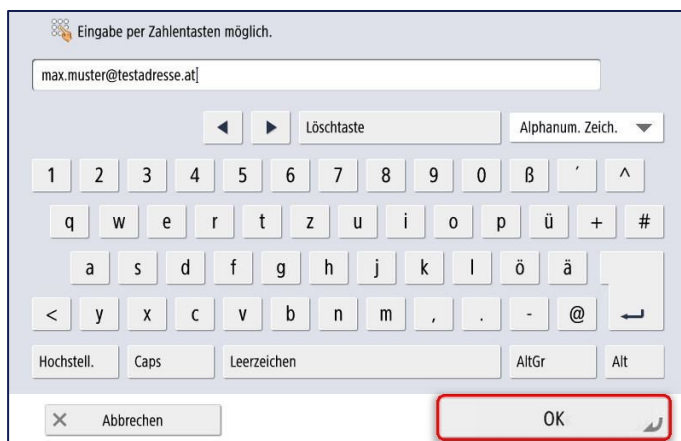 Eingabe per Zahlentasten möglich.
max.muster@testadresse.at
Löschtaste Alphanum. Zeich.
1 2 3 4 5 6 7 8 9 0 ß ´ ^
q w e r t z u i o p ü + #
a s d f g h j k l ö ä
< y x c v b n m , . - @
Hochstell. Caps Leerzeichen AltGr Alt
Abbrechen OK